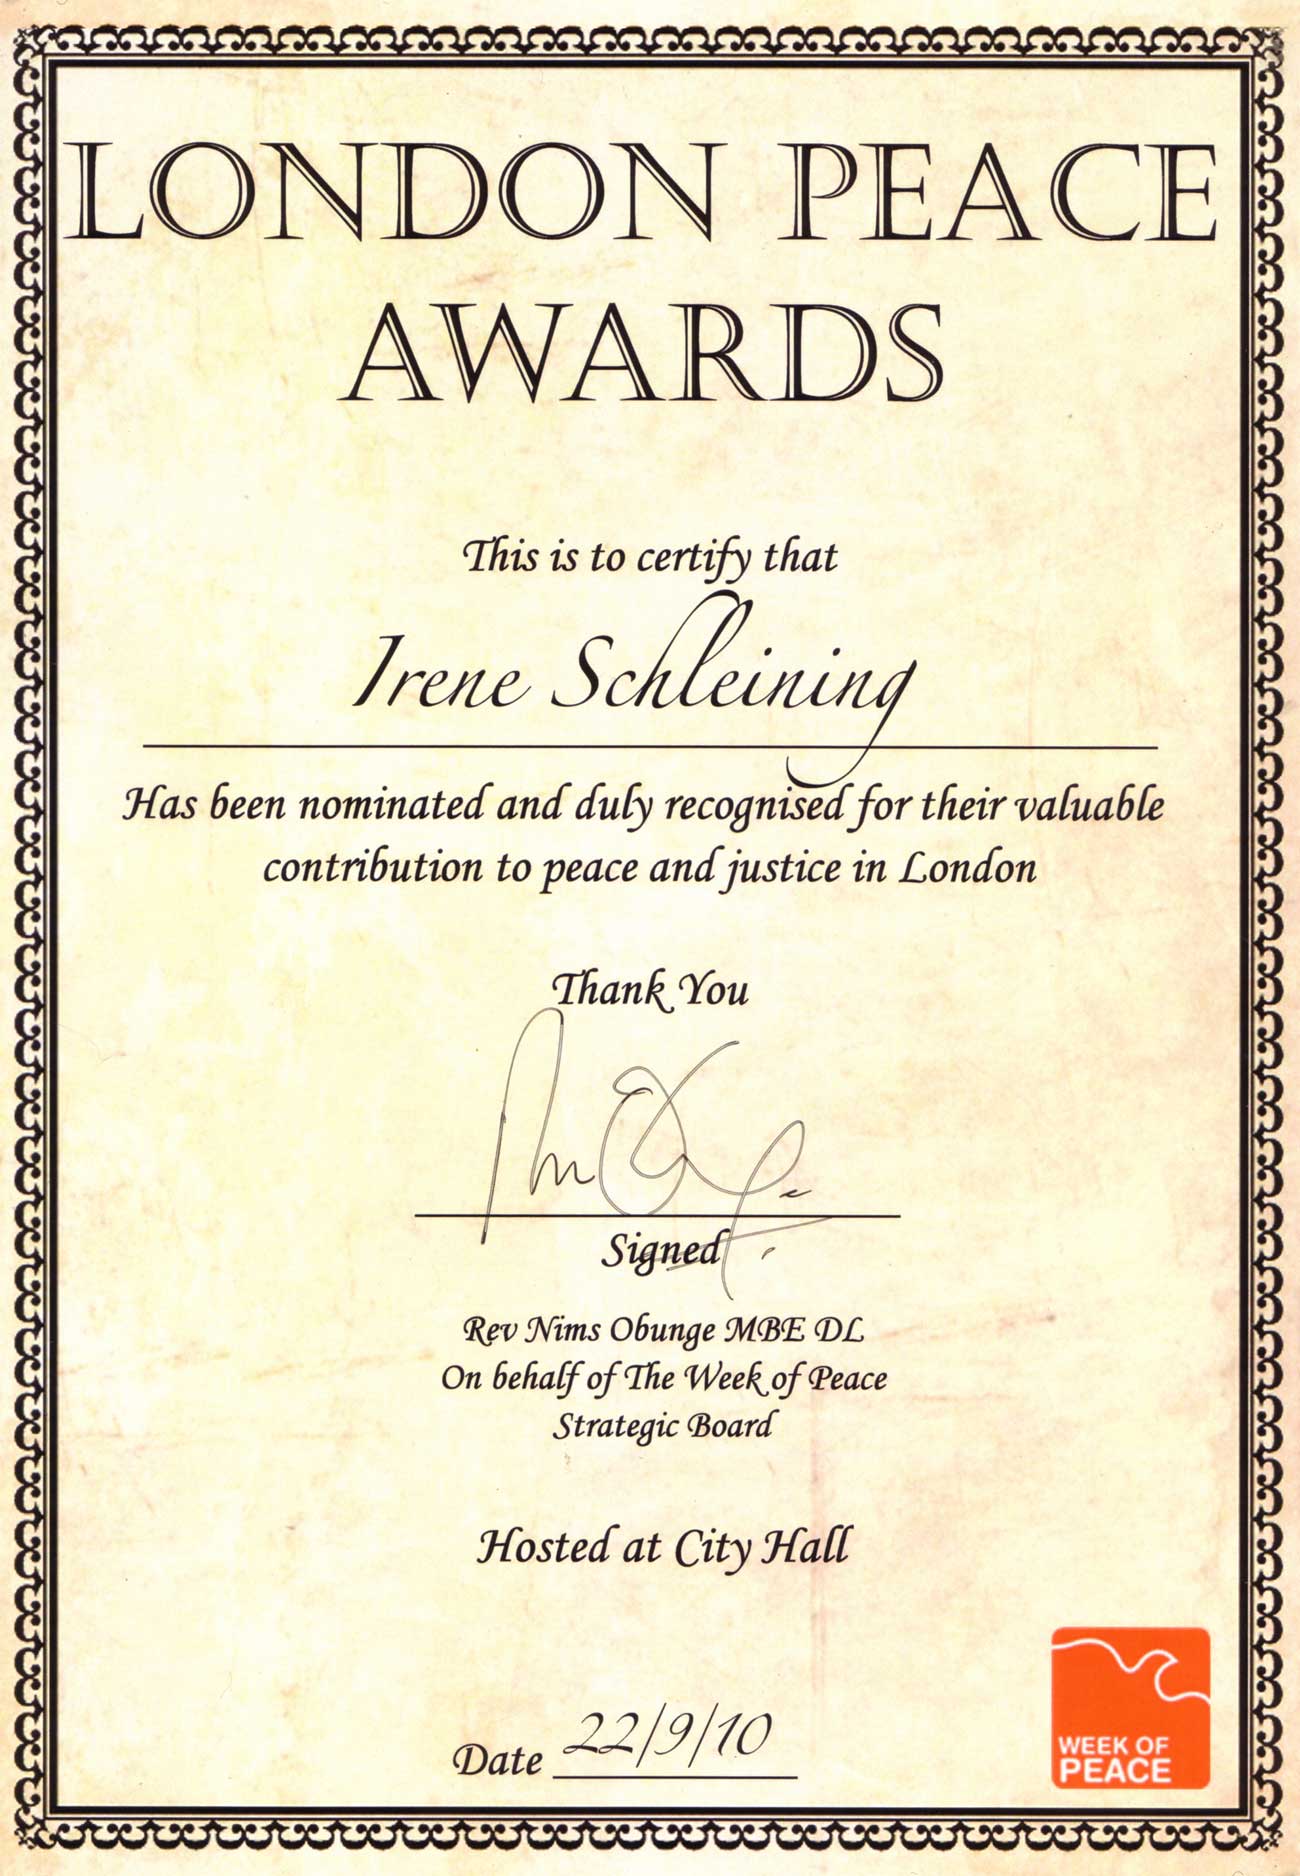 LONDON PEACE
AWARDS
This is to certify that
Irene Schleining
Has been nominated and duly recognised for their valuable
contribution to peace and justice in London
Thank You
Signed
Rev Nims Obunge MBE DL
On behalf of The Week of Peace
Strategic Board
Hosted at City Hall
Date 22/9/10
WEEK OF
PEACE